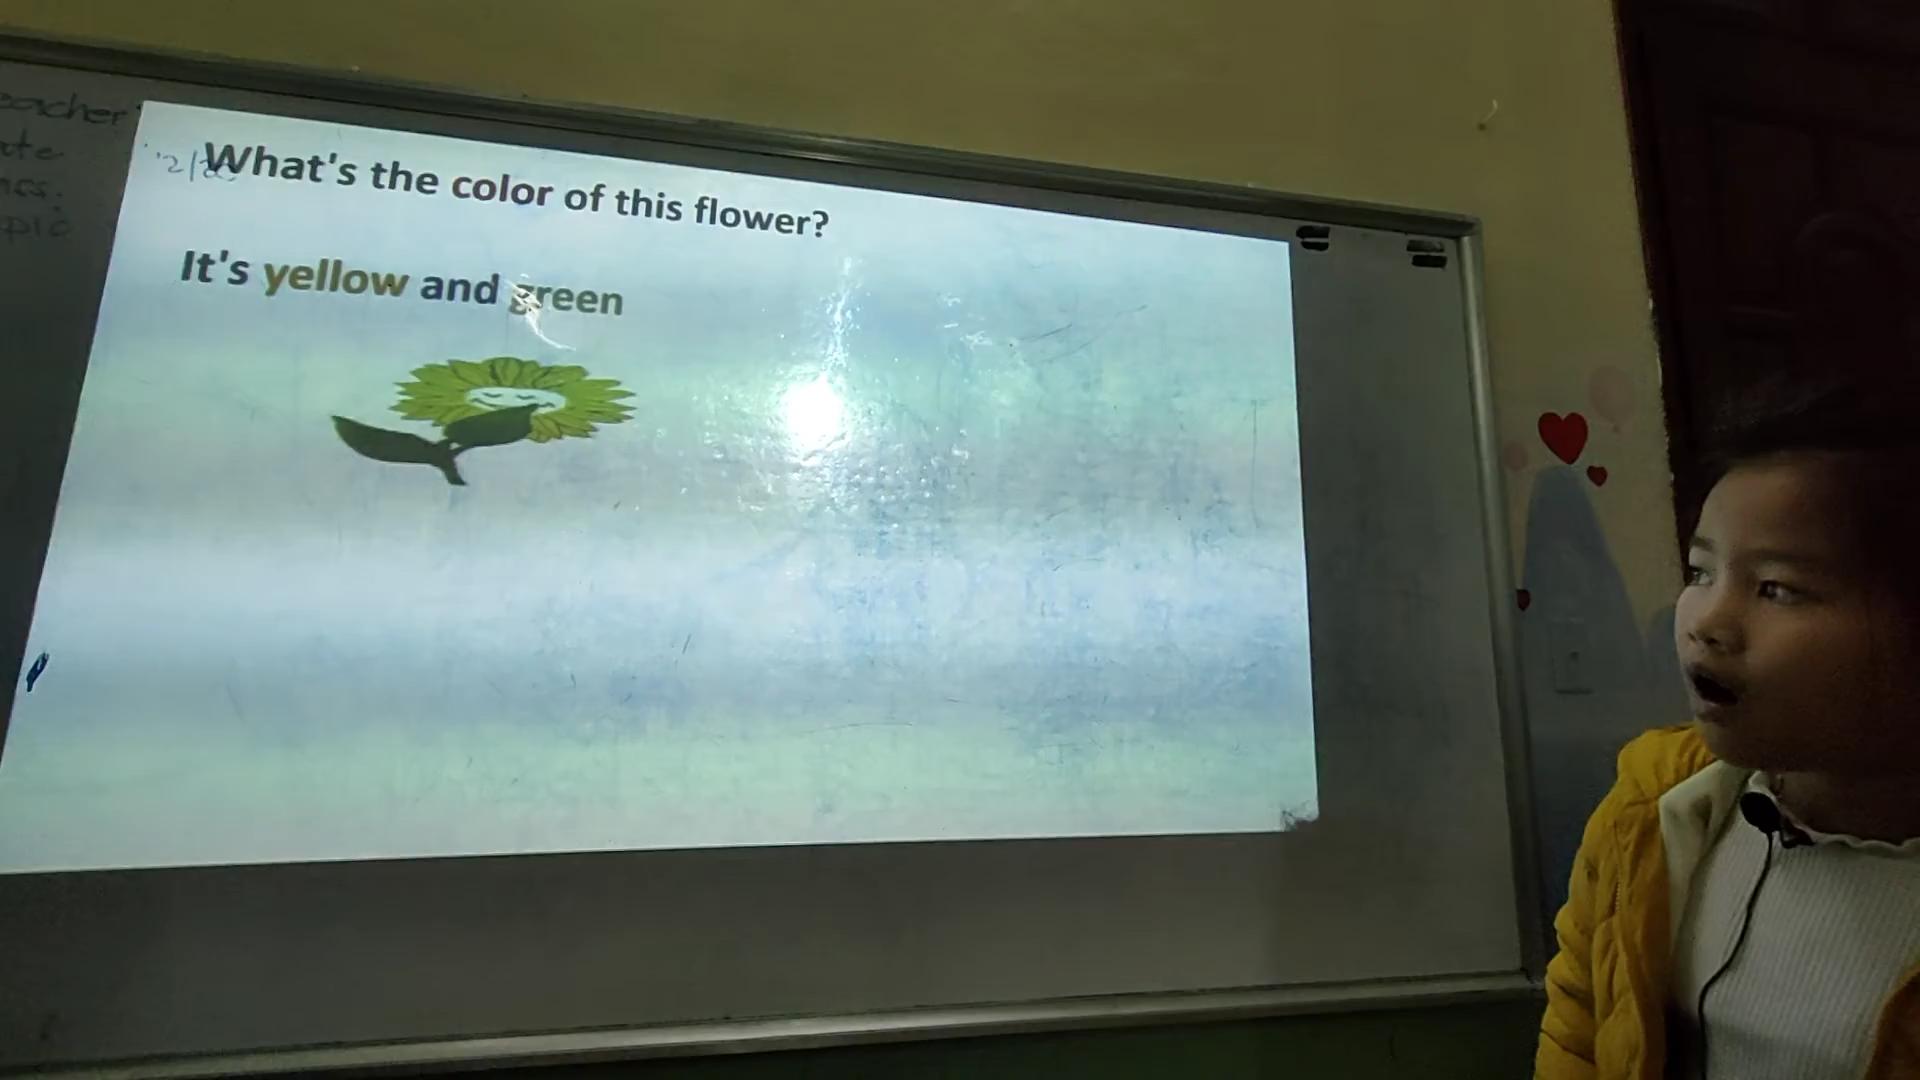 What's the color of this flower?
It's yellow and green